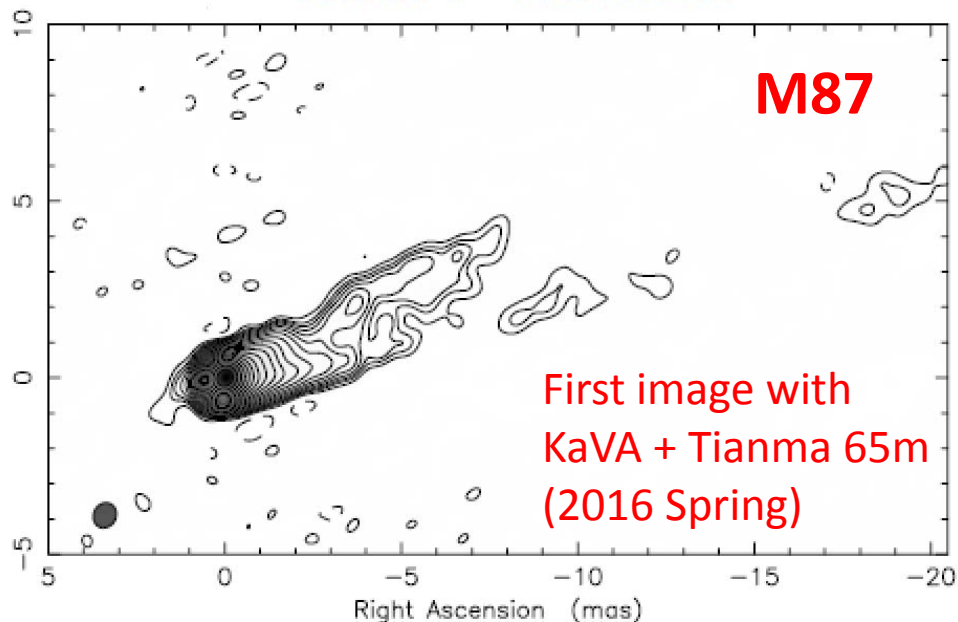 10
M87
5
0
First image with
KaVA + Tianma 65m
(2016 Spring)
-5
5 0 -5 -10 -15 -20
Right Ascension (mas)